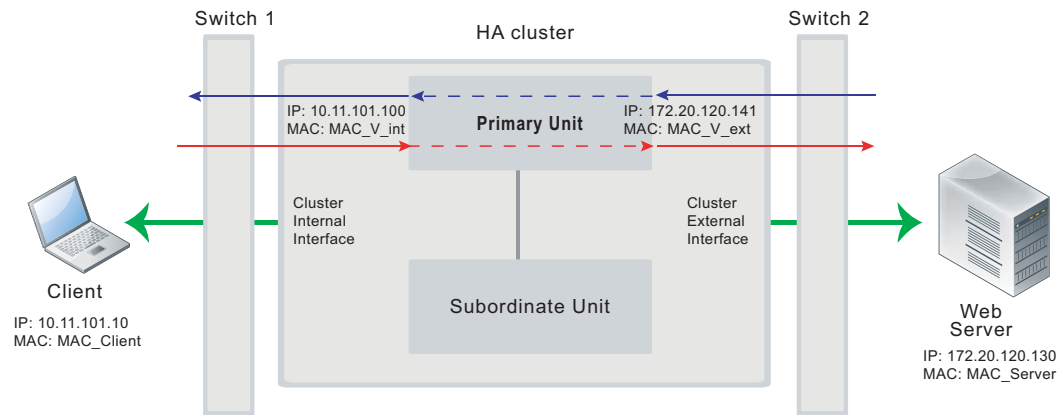 Switch 1
HA cluster
Switch 2
IP: 10.11.101.100
MAC: MAC_V_int
Primary Unit
IP: 172.20.120.141
MAC: MAC_V_ext
Cluster
Internal
Interface
Cluster
External
Interface
Subordinate Unit
Client
IP: 10.11.101.10
MAC: MAC_Client
Web
Server
IP: 172.20.120.130
MAC: MAC_Server